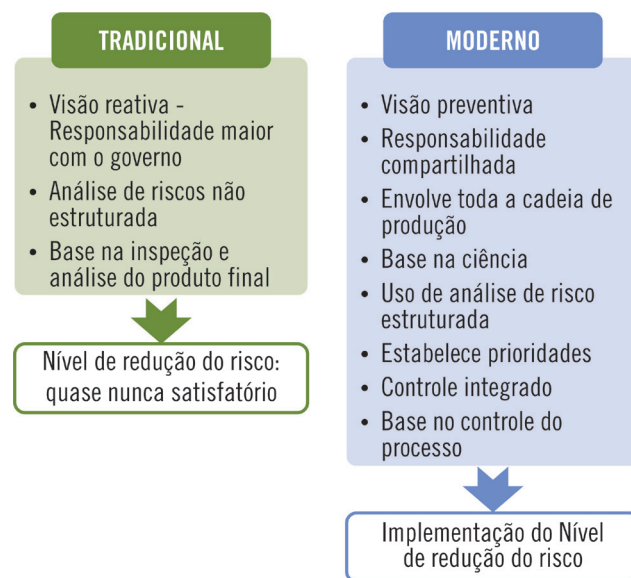 TRADICIONAL
• Visão reativa -
Responsabilidade maior
com o governo
• Análise de riscos não
estruturada
• Base na inspeção e
análise do produto final
Nível de redução do risco:
quase nunca satisfatório
MODERNO
• Visão preventiva
• Responsabilidade
compartilhada
• Envolve toda a cadeia de
produção
• Base na ciência
• Uso de análise de risco
estruturada
• Estabelece prioridades
• Controle integrado
• Base no controle do
processo
Implementação do Nível
de redução do risco